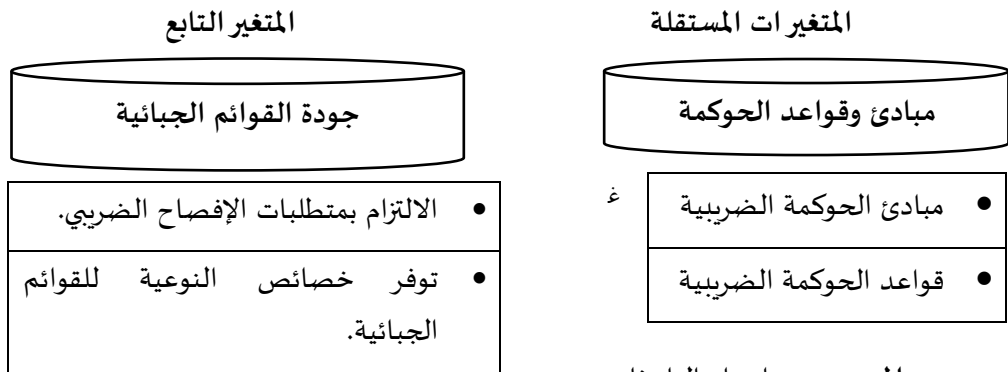 المتغيرات المستقلة
المتغير التابع
مبادئ وقواعد الحوكمة
جودة القوائم الجبائية
• مبادئ الحوكمة الضريبية
• قواعد الحوكمة الضريبية
غ
• الالتزام بمتطلبات الإفصاح الضريبي.
• توفر خصائص النوعية للقوائم
الجبائية.